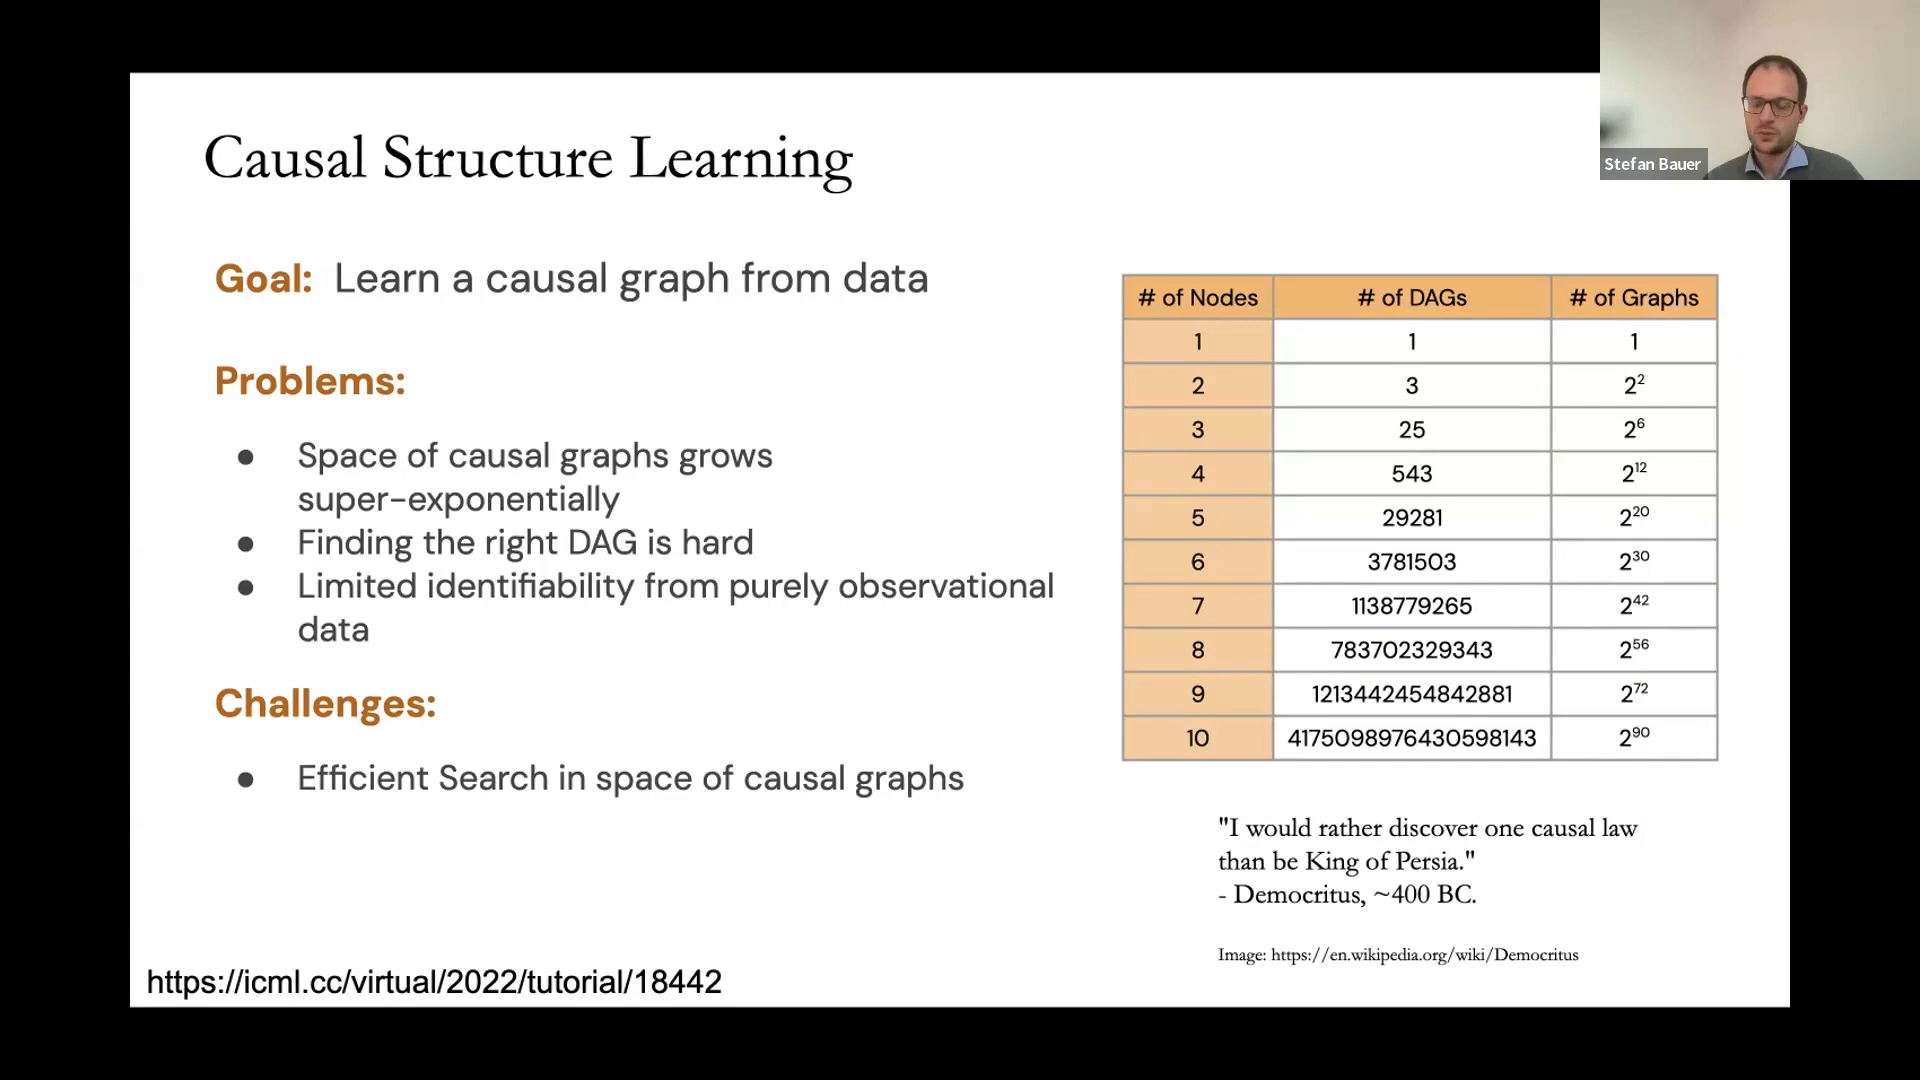 Stefan Bauer
Causal Structure Learning
Goal: Learn a causal graph from data
Problems:
● Space of causal graphs grows
super-exponentially
● Finding the right DAG is hard
● Limited identifiability from purely observational
data
Challenges:
● Efficient Search in space of causal graphs
# of Nodes # of DAGs # of Graphs
1 1 1
2 3 2²
3 25 2⁶
4 543 2¹²
5 29281 2²⁰
6 3781503 2³⁰
7 1138779265 2⁴²
8 783702329343 2⁵⁶
9 1213442454842881 2⁷²
10 4175098976430598143 2⁹⁰
"I would rather discover one causal law
than be King of Persia."
- Democritus, ~400 BC.
Image: https://en.wikipedia.org/wiki/Democritus
https://icml.cc/virtual/2022/tutorial/18442